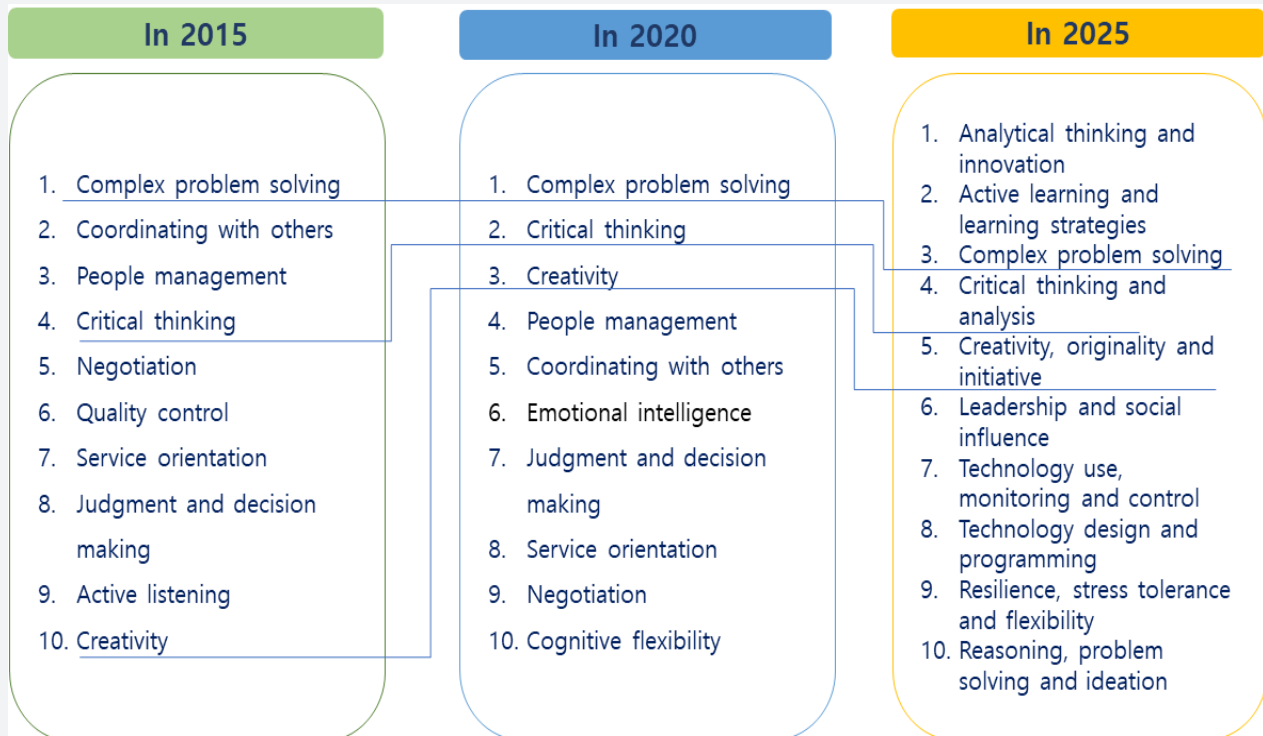 In 2015
1. Complex problem solving
2. Coordinating with others
3. People management
4. Critical thinking
5. Negotiation
6. Quality control
7. Service orientation
8. Judgment and decision
making
9. Active listening
10. Creativity
In 2020
1. Complex problem solving
2. Critical thinking
3. Creativity
4. People management
5. Coordinating with others
6. Emotional intelligence
7. Judgment and decision
making
8. Service orientation
9. Negotiation
10. Cognitive flexibility
In 2025
1. Analytical thinking and
innovation
2. Active learning and
learning strategies
3. Complex problem solving
4. Critical thinking and
analysis
5. Creativity, originality and
initiative
6. Leadership and social
influence
7. Technology use,
monitoring and control
8. Technology design and
programming
9. Resilience, stress tolerance
and flexibility
10. Reasoning, problem
solving and ideation